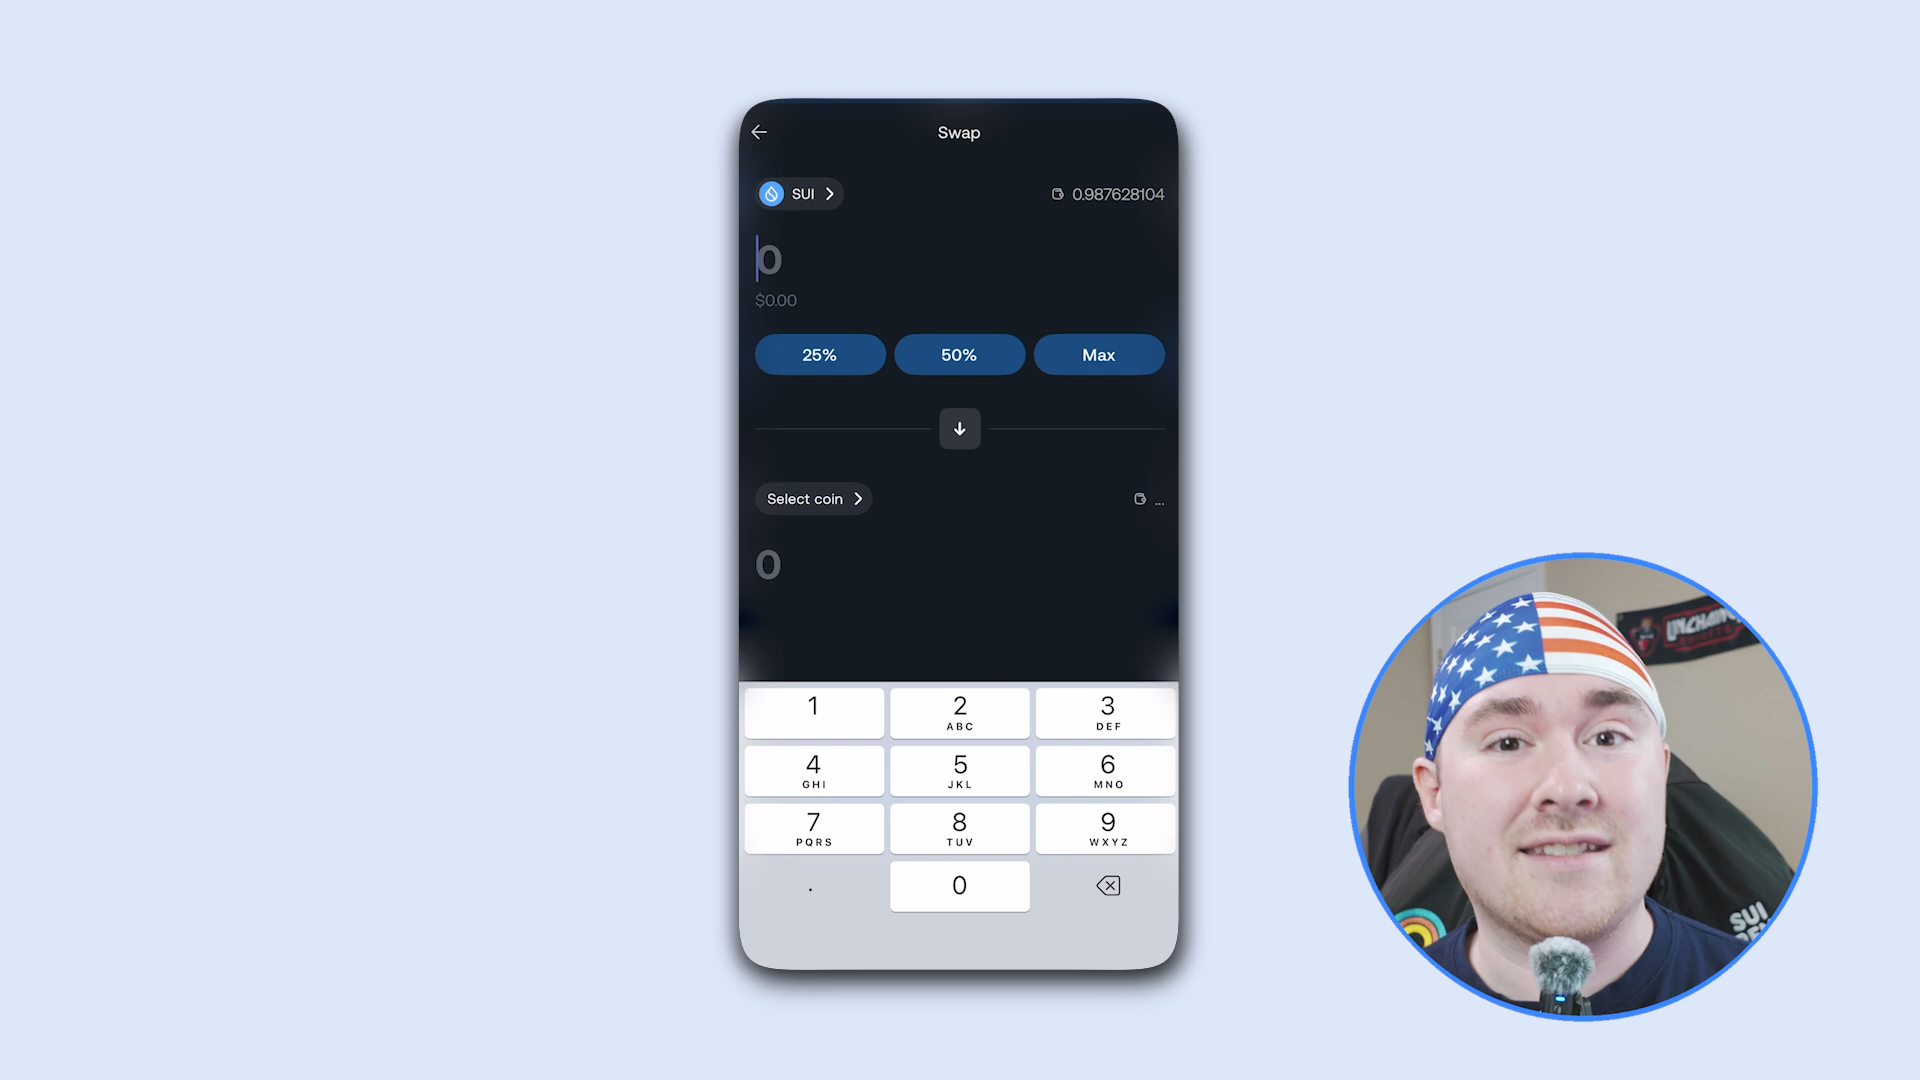 Swap
SUI
0.987628104
0
$0.00
25%
50%
Max
Select coin
...
0
1
2
ABC
3
DEF
4
GHI
5
JKL
6
MNO
7
PQRS
8
TUV
9
WXYZ
.
0
SUI